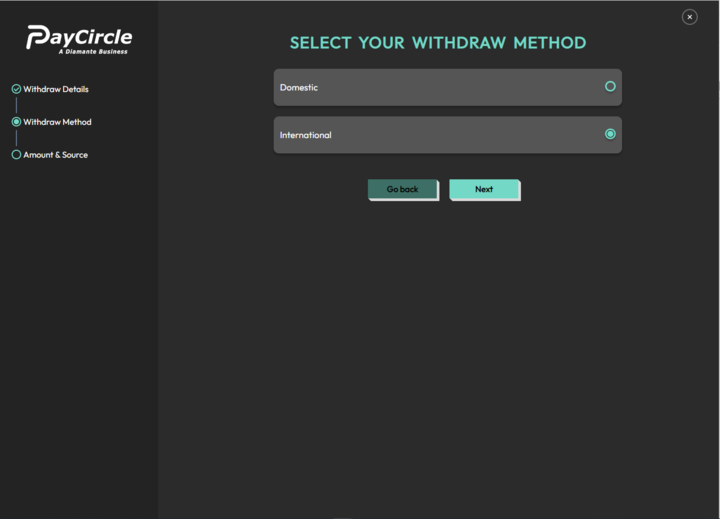 PayCircle
A Diamante Business
Withdraw Details
Withdraw Method
Amount & Source
SELECT YOUR WITHDRAW METHOD
Domestic
International
Go back
Next